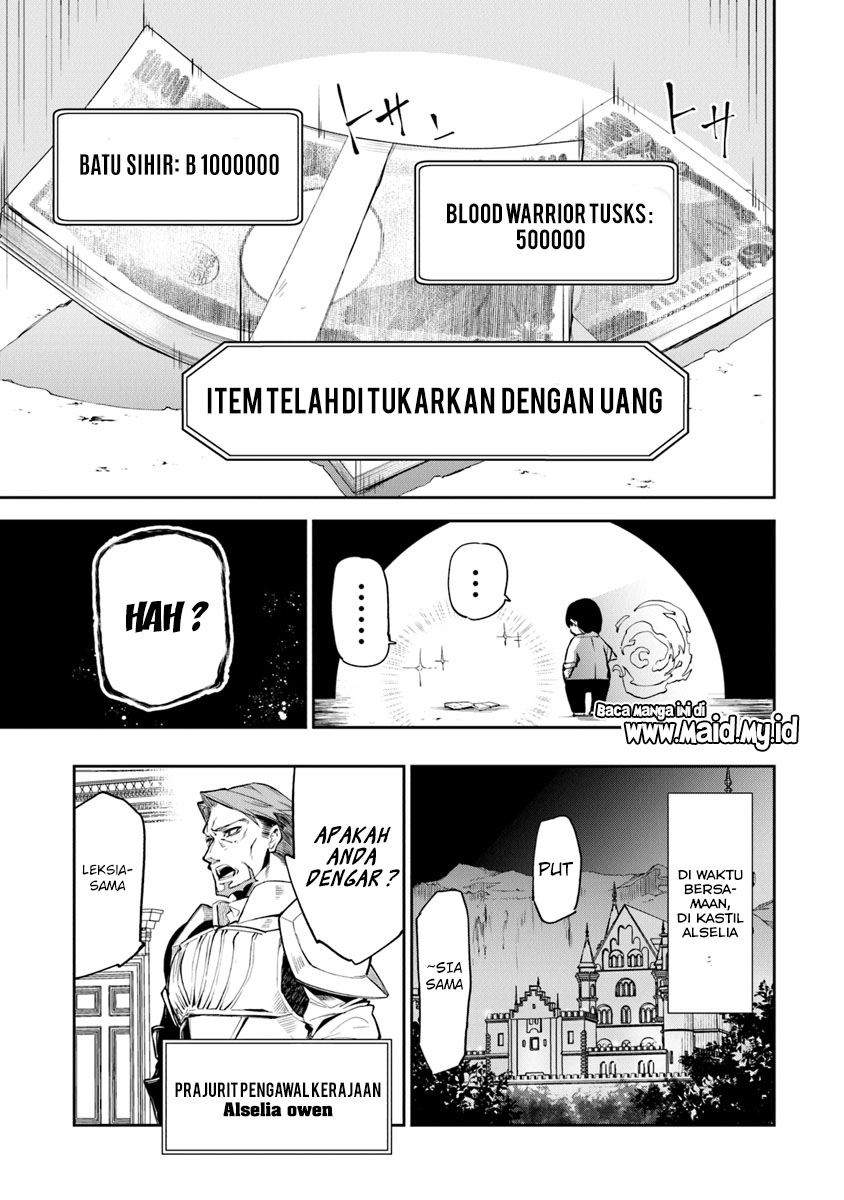 トサ
トサッ
BATU SIHIR: B 1000000
BLOOD WARRIOR TUSKS:
500000
ITEM TELAH DI TUKARKAN DENGAN UANG
...
......
HAH ?
Baca Manga ini di
www.Maid.My.id
DI WAKTU
BERSA-
MAAN,
DI KASTIL
ALSELIA
PUT
~SIA
SAMA
APAKAH
ANDA
DENGAR ?
LEKSIA-
SAMA
PRAJURIT PENGAWAL KERAJAAN
Alselia owen